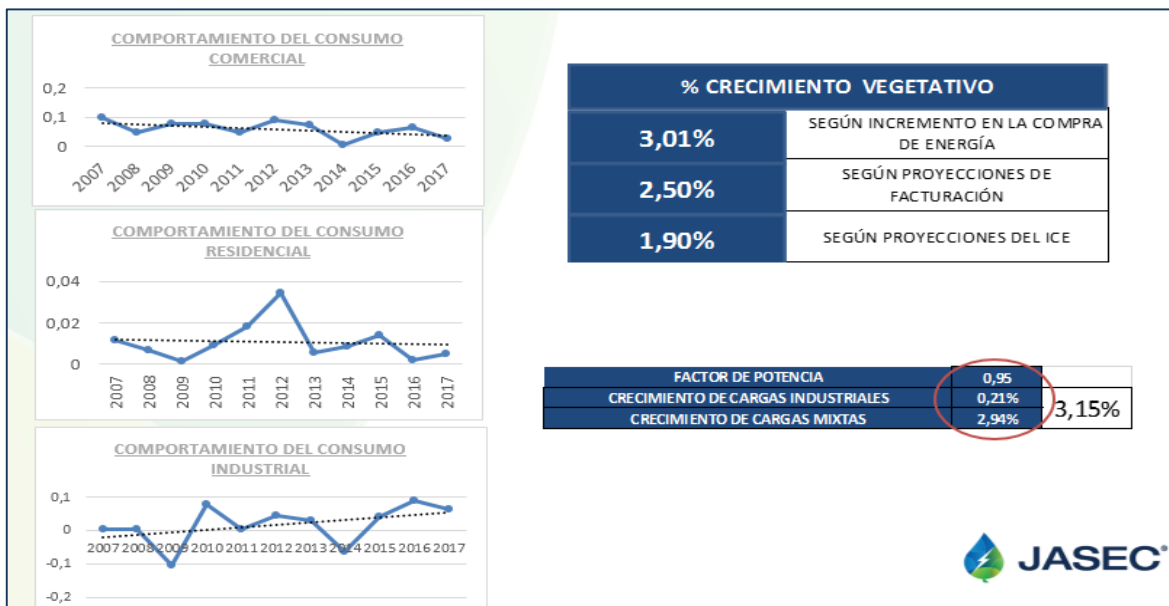 COMPORTAMIENTO DEL CONSUMO
COMERCIAL
0,2
0,1
0
2007 2008 2009 2010 2011 2012 2013 2014 2015 2016 2017
COMPORTAMIENTO DEL CONSUMO
RESIDENCIAL
0,04
0,02
0
2007 2008 2009 2010 2011 2012 2013 2014 2015 2016 2017
COMPORTAMIENTO DEL CONSUMO
INDUSTRIAL
0,1
0
2007 2008 2009 2010 2011 2012 2013 2014 2015 2016 2017
-0,1
-0,2
% CRECIMIENTO VEGETATIVO
3,01%
SEGÚN INCREMENTO EN LA COMPRA
DE ENERGÍA
2,50%
SEGÚN PROYECCIONES DE
FACTURACIÓN
1,90%
SEGÚN PROYECCIONES DEL ICE
FACTOR DE POTENCIA 0,95
CRECIMIENTO DE CARGAS INDUSTRIALES 0,21%
CRECIMIENTO DE CARGAS MIXTAS 2,94%
3,15%
JASEC®